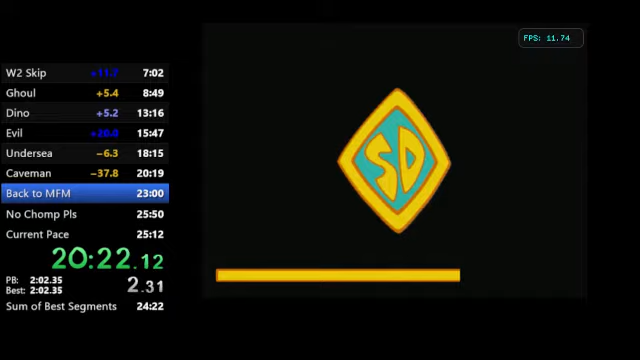 FPS: 11.74
W2 Skip +11.7 7:02
Ghoul +5.4 8:49
Dino +5.2 13:16
Evil +20.0 15:47
Undersea −6.3 18:15
Caveman −37.8 20:19
Back to MFM 23:00
No Chomp Pls 25:50
Current Pace 25:12
20:22.12
PB: 2:02.35
Best: 2:02.35
2.31
Sum of Best Segments 24:22
SD